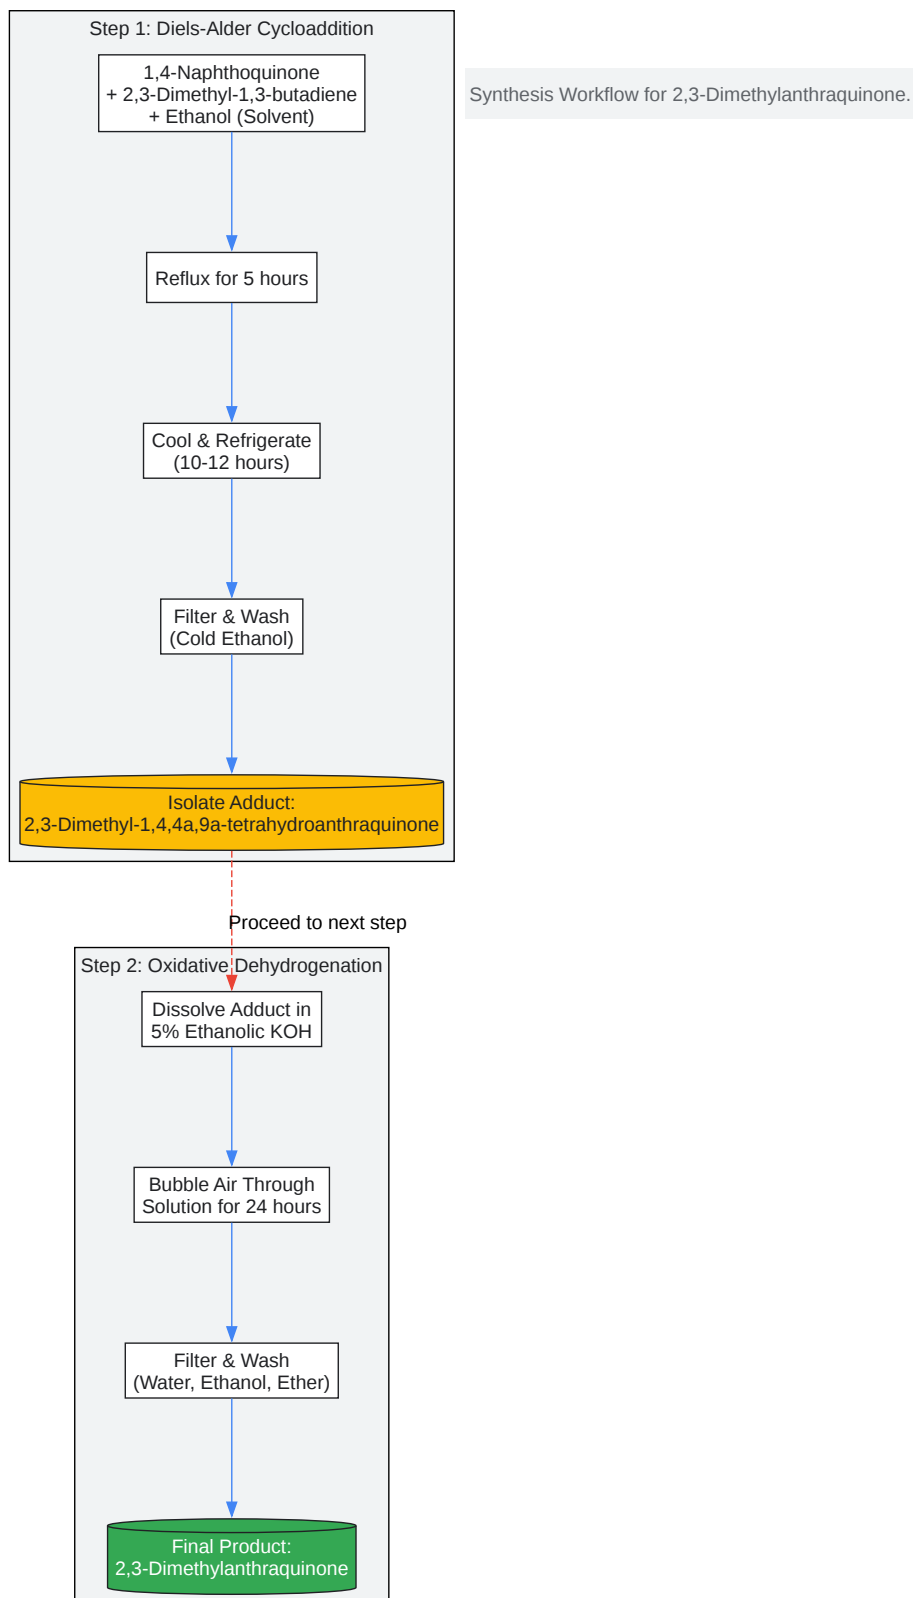 Step 1: Diels-Alder Cycloaddition
1,4-Naphthoquinone
+ 2,3-Dimethyl-1,3-butadiene
+ Ethanol (Solvent)
Synthesis Workflow for 2,3-Dimethylanthraquinone.
Reflux for 5 hours
Cool & Refrigerate
(10-12 hours)
Filter & Wash
(Cold Ethanol)
Isolate Adduct:
2,3-Dimethyl-1,4,4a,9a-tetrahydroanthraquinone
Proceed to next step
Step 2: Oxidative Dehydrogenation
Dissolve Adduct in
5% Ethanolic KOH
Bubble Air Through
Solution for 24 hours
Filter & Wash
(Water, Ethanol, Ether)
Final Product:
2,3-Dimethylanthraquinone